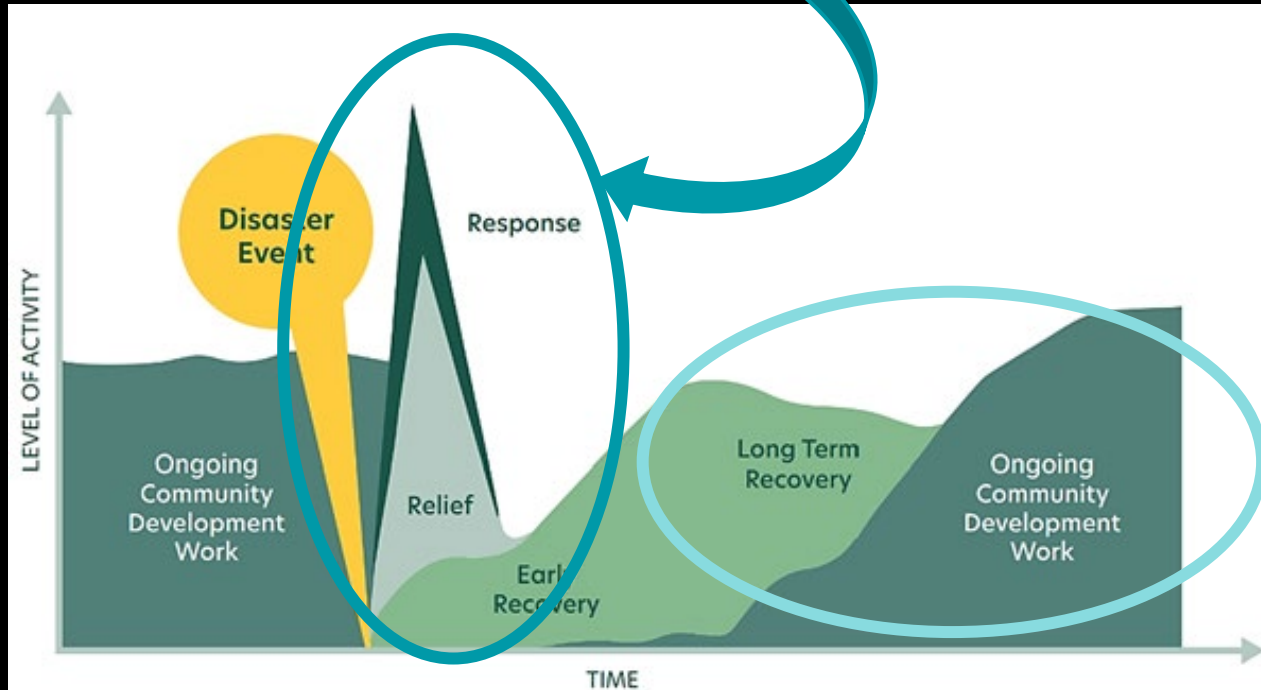 Disaster
Event
Response
LEVEL OF ACTIVITY
Ongoing
Community
Development
Work
Relief
Early
Recovery
Long Term
Recovery
Ongoing
Community
Development
Work
TIME